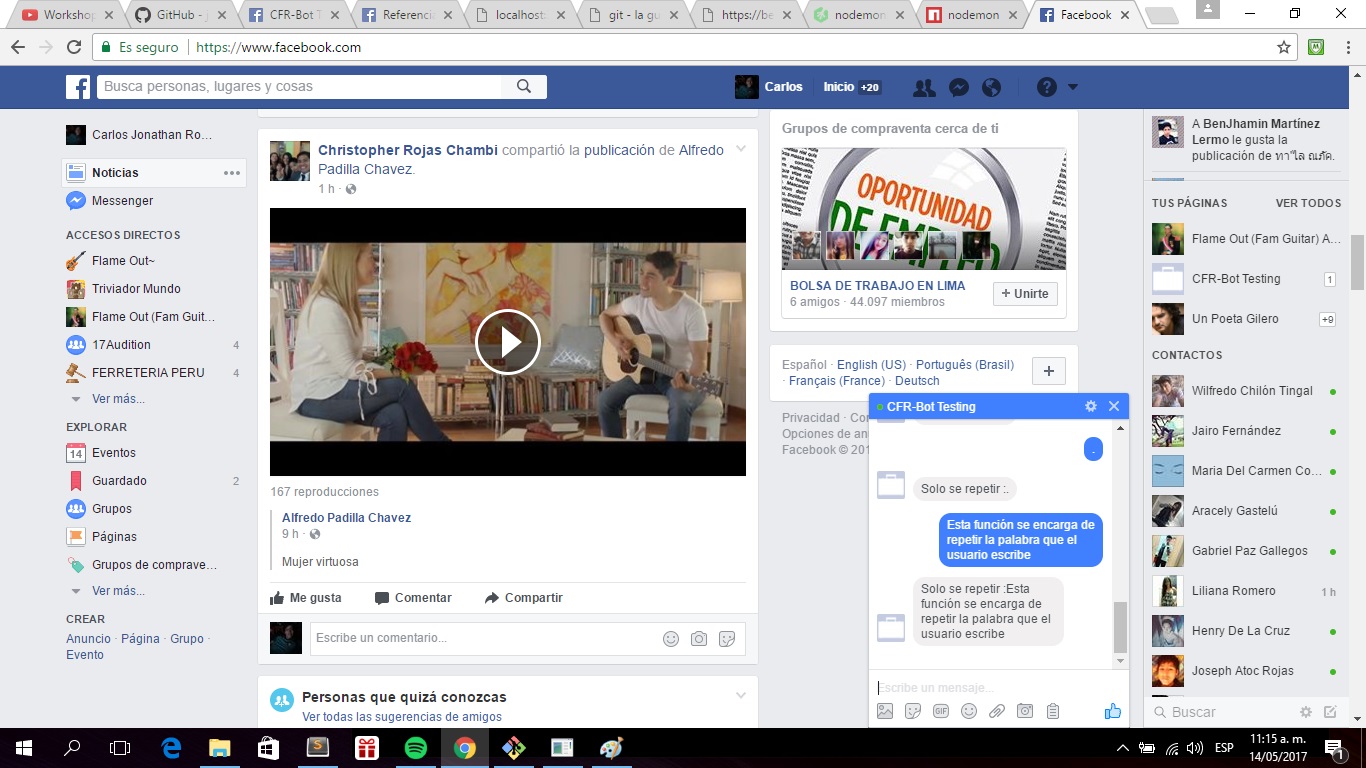 Workshop
GitHub - J
CFR-Bot T
Referencia
localhost:
git - la gu
https://be
nodemon
nodemon
Facebook
Es seguro
https://www.facebook.com
Busca personas, lugares y cosas
Carlos
Inicio +20
Carlos Jonathan Ro...
Noticias
Messenger
ACCESOS DIRECTOS
Flame Out~
Triviador Mundo
Flame Out (Fam Guit...
17Audition 4
FERRETERIA PERU 4
Ver más...
EXPLORAR
14 Eventos
Guardado 2
Grupos
Páginas
Grupos de comprave...
Ver más...
CREAR
Anuncio · Página · Grupo ·
Evento
Christopher Rojas Chambi compartió la publicación de Alfredo
Padilla Chavez.
1 h ·
167 reproducciones
Alfredo Padilla Chavez
9 h ·
Mujer virtuosa
Me gusta Comentar Compartir
Escribe un comentario...
Personas que quizá conozcas
Ver todas las sugerencias de amigos
Grupos de compraventa cerca de ti
OPORTUNIDAD
DE EMPLEO
BOLSA DE TRABAJO EN LIMA
6 amigos · 44.097 miembros
+ Unirte
Español · English (US) · Português (Brasil)
· Français (France) · Deutsch
+
Privacidad · Con
Opciones de an
Facebook © 201
CFR-Bot Testing
.
Solo se repetir :.
Esta función se encarga de
repetir la palabra que el
usuario escribe
Solo se repetir :Esta
función se encarga de
repetir la palabra que el
usuario escribe
Escribe un mensaje...
GIF
A BenJhamin Martínez
Lermo le gusta la
publicación de
TUS PÁGINAS VER TODOS
Flame Out (Fam Guitar) A...
CFR-Bot Testing 1
Un Poeta Gilero +9
CONTACTOS
Wilfredo Chilón Tingal
Jairo Fernández
Maria Del Carmen Co...
Aracely Gastelú
Gabriel Paz Gallegos
Liliana Romero 1 h
Henry De La Cruz
Joseph Atoc Rojas
Buscar
ESP
11:15 a. m.
14/05/2017
1